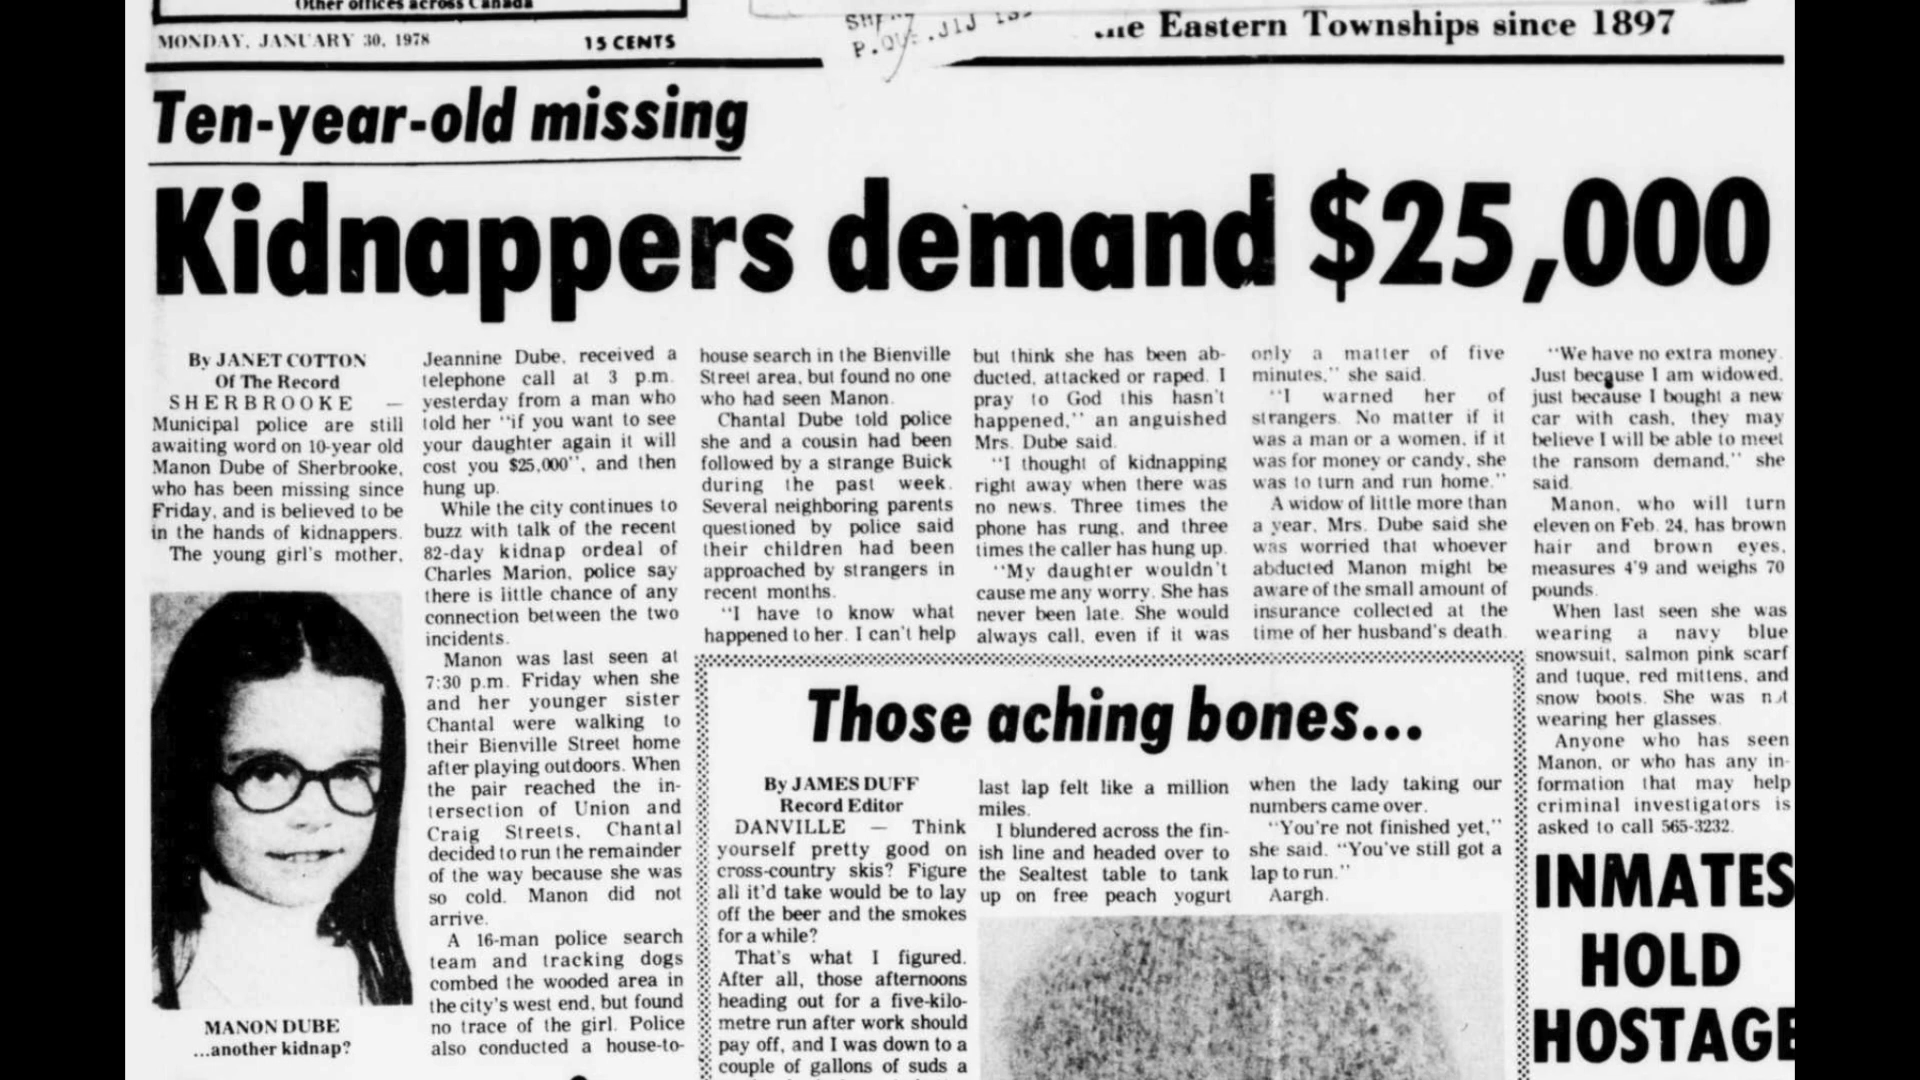 Other offices across Canada
MONDAY, JANUARY 30, 1978
15 CENTS
Eastern Townships since 1897
Ten-year-old missing
Kidnappers demand $25,000
By JANET COTTON
Of The Record
SHERBROOKE —
Municipal police are still
awaiting word on 10-year old
Manon Dube of Sherbrooke,
who has been missing since
Friday, and is believed to be
in the hands of kidnappers.
The young girl's mother,
MANON DUBE
...another kidnap?
Jeannine Dube, received a
telephone call at 3 p.m.
yesterday from a man who
told her "if you want to see
your daughter again it will
cost you $25,000", and then
hung up.
While the city continues to
buzz with talk of the recent
82-day kidnap ordeal of
Charles Marion, police say
there is little chance of any
connection between the two
incidents.
Manon was last seen at
7:30 p.m. Friday when she
and her younger sister
Chantal were walking to
their Bienville Street home
after playing outdoors. When
the pair reached the in-
tersection of Union and
Craig Streets, Chantal
decided to run the remainder
of the way because she was
so cold. Manon did not
arrive.
A 16-man police search
team and tracking dogs
combed the wooded area in
the city's west end, but found
no trace of the girl. Police
also conducted a house-to-
house search in the Bienville
Street area, but found no one
who had seen Manon.
Chantal Dube told police
she and a cousin had been
followed by a strange Buick
during the past week.
Several neighboring parents
questioned by police said
their children had been
approached by strangers in
recent months.
"I have to know what
happened to her. I can't help
but think she has been ab-
ducted, attacked or raped. I
pray to God this hasn't
happened," an anguished
Mrs. Dube said.
"I thought of kidnapping
right away when there was
no news. Three times the
phone has rung, and three
times the caller has hung up.
"My daughter wouldn't
cause me any worry. She has
never been late. She would
always call, even if it was
only a matter of five
minutes," she said.
"I warned her of
strangers. No matter if it
was a man or a women, if it
was for money or candy, she
was to turn and run home."
A widow of little more than
a year, Mrs. Dube said she
was worried that whoever
abducted Manon might be
aware of the small amount of
insurance collected at the
time of her husband's death.
"We have no extra money.
Just because I am widowed,
just because I bought a new
car with cash, they may
believe I will be able to meet
the ransom demand," she
said.
Manon, who will turn
eleven on Feb. 24, has brown
hair and brown eyes,
measures 4'9 and weighs 70
pounds.
When last seen she was
wearing a navy blue
snowsuit, salmon pink scarf
and tuque, red mittens, and
snow boots. She was not
wearing her glasses.
Anyone who has seen
Manon, or who has any in-
formation that may help
criminal investigators is
asked to call 565-3232.
Those aching bones...
By JAMES DUFF
Record Editor
DANVILLE — Think
yourself pretty good on
cross-country skis? Figure
all it'd take would be to lay
off the beer and the smokes
for a while?
That's what I figured.
After all, those afternoons
heading out for a five-kilo-
metre run after work should
pay off, and I was down to a
couple of gallons of suds a
last lap felt like a million
miles.
I blundered across the fin-
ish line and headed over to
the Sealtest table to tank
up on free peach yogurt
when the lady taking our
numbers came over.
"You're not finished yet,"
she said. "You've still got a
lap to run."
Aargh.
INMATES
HOLD
HOSTAGE